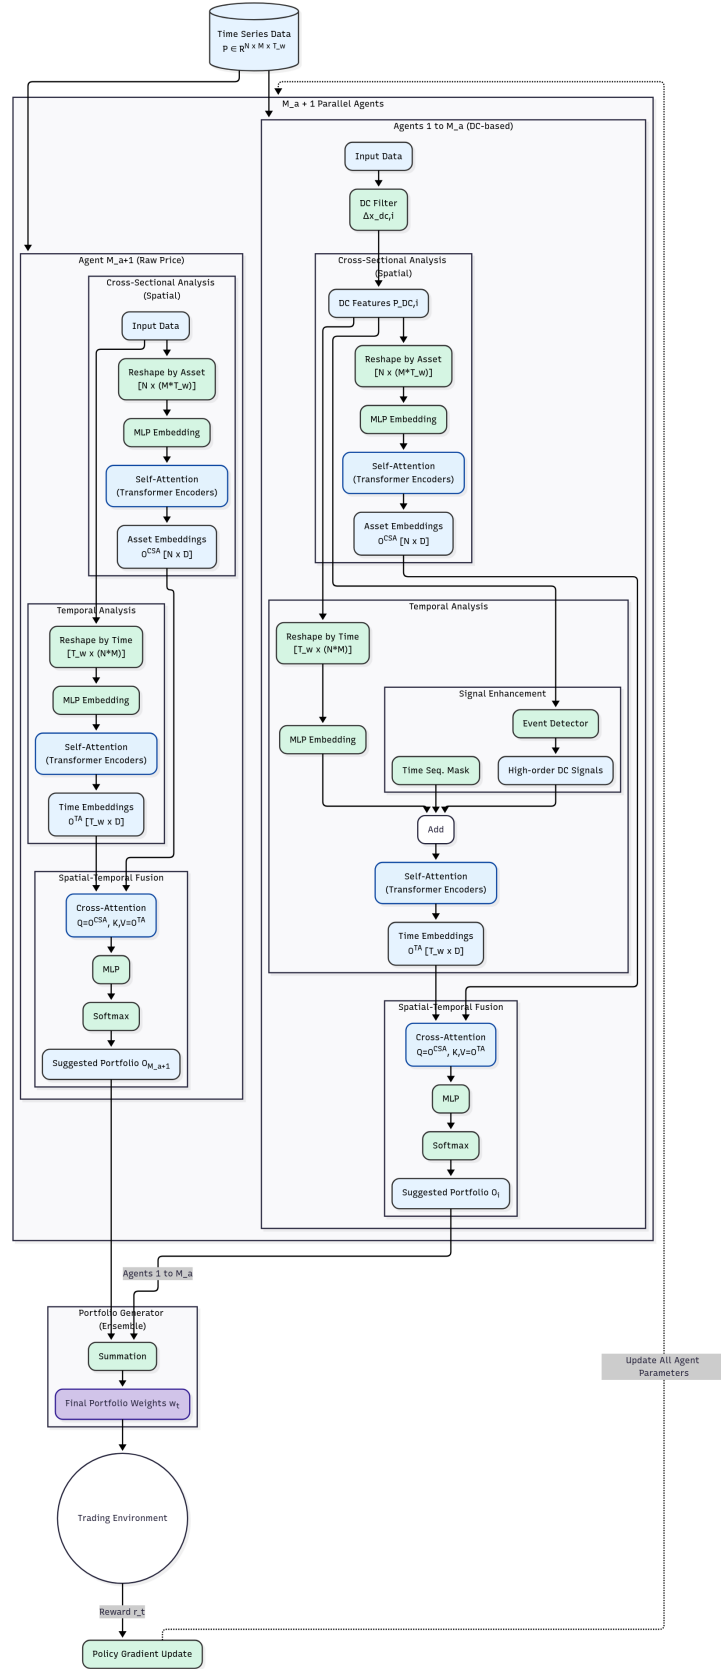 Time Series Data
P ∈ R^N x M x T_w
M_a + 1 Parallel Agents
Agents 1 to M_a (DC-based)
Input Data
DC Filter
Δx_dc,i
Cross-Sectional Analysis
(Spatial)
DC Features P_DC,i
Reshape by Asset
[N x (M*T_w)]
MLP Embedding
Self-Attention
(Transformer Encoders)
Asset Embeddings
O^CSA [N x D]
Temporal Analysis
Reshape by Time
[T_w x (N*M)]
MLP Embedding
Signal Enhancement
Event Detector
Time Seq. Mask
High-order DC Signals
Add
Self-Attention
(Transformer Encoders)
Time Embeddings
O^TA [T_w x D]
Spatial-Temporal Fusion
Cross-Attention
Q=O^CSA, K,V=O^TA
MLP
Softmax
Suggested Portfolio O_i
Agent M_a+1 (Raw Price)
Cross-Sectional Analysis
(Spatial)
Input Data
Reshape by Asset
[N x (M*T_w)]
MLP Embedding
Self-Attention
(Transformer Encoders)
Asset Embeddings
O^CSA [N x D]
Temporal Analysis
Reshape by Time
[T_w x (N*M)]
MLP Embedding
Self-Attention
(Transformer Encoders)
Time Embeddings
O^TA [T_w x D]
Spatial-Temporal Fusion
Cross-Attention
Q=O^CSA, K,V=O^TA
MLP
Softmax
Suggested Portfolio O_M_a+1
Agents 1 to M_a
Portfolio Generator
(Ensemble)
Summation
Final Portfolio Weights w_t
Update All Agent
Parameters
Trading Environment
Reward r_t
Policy Gradient Update